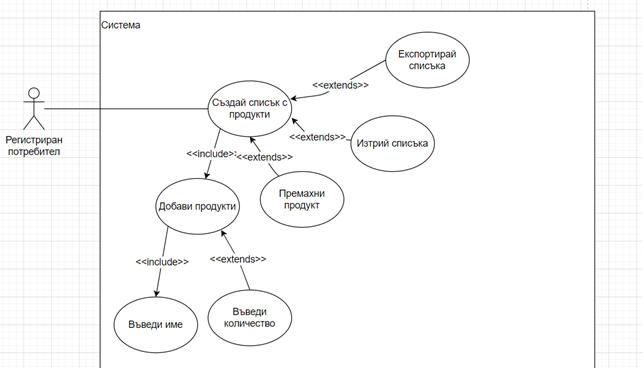 Система
Експортирай
списъка
<<extends>>
Създай списък с
продукти
<<extends>>
Изтрий списъка
Регистриран
потребител
<<include>>
<<extends>>
Премахни
продукт
Добави продукти
<<include>>
<<extends>>
Въведи име
Въведи
количество